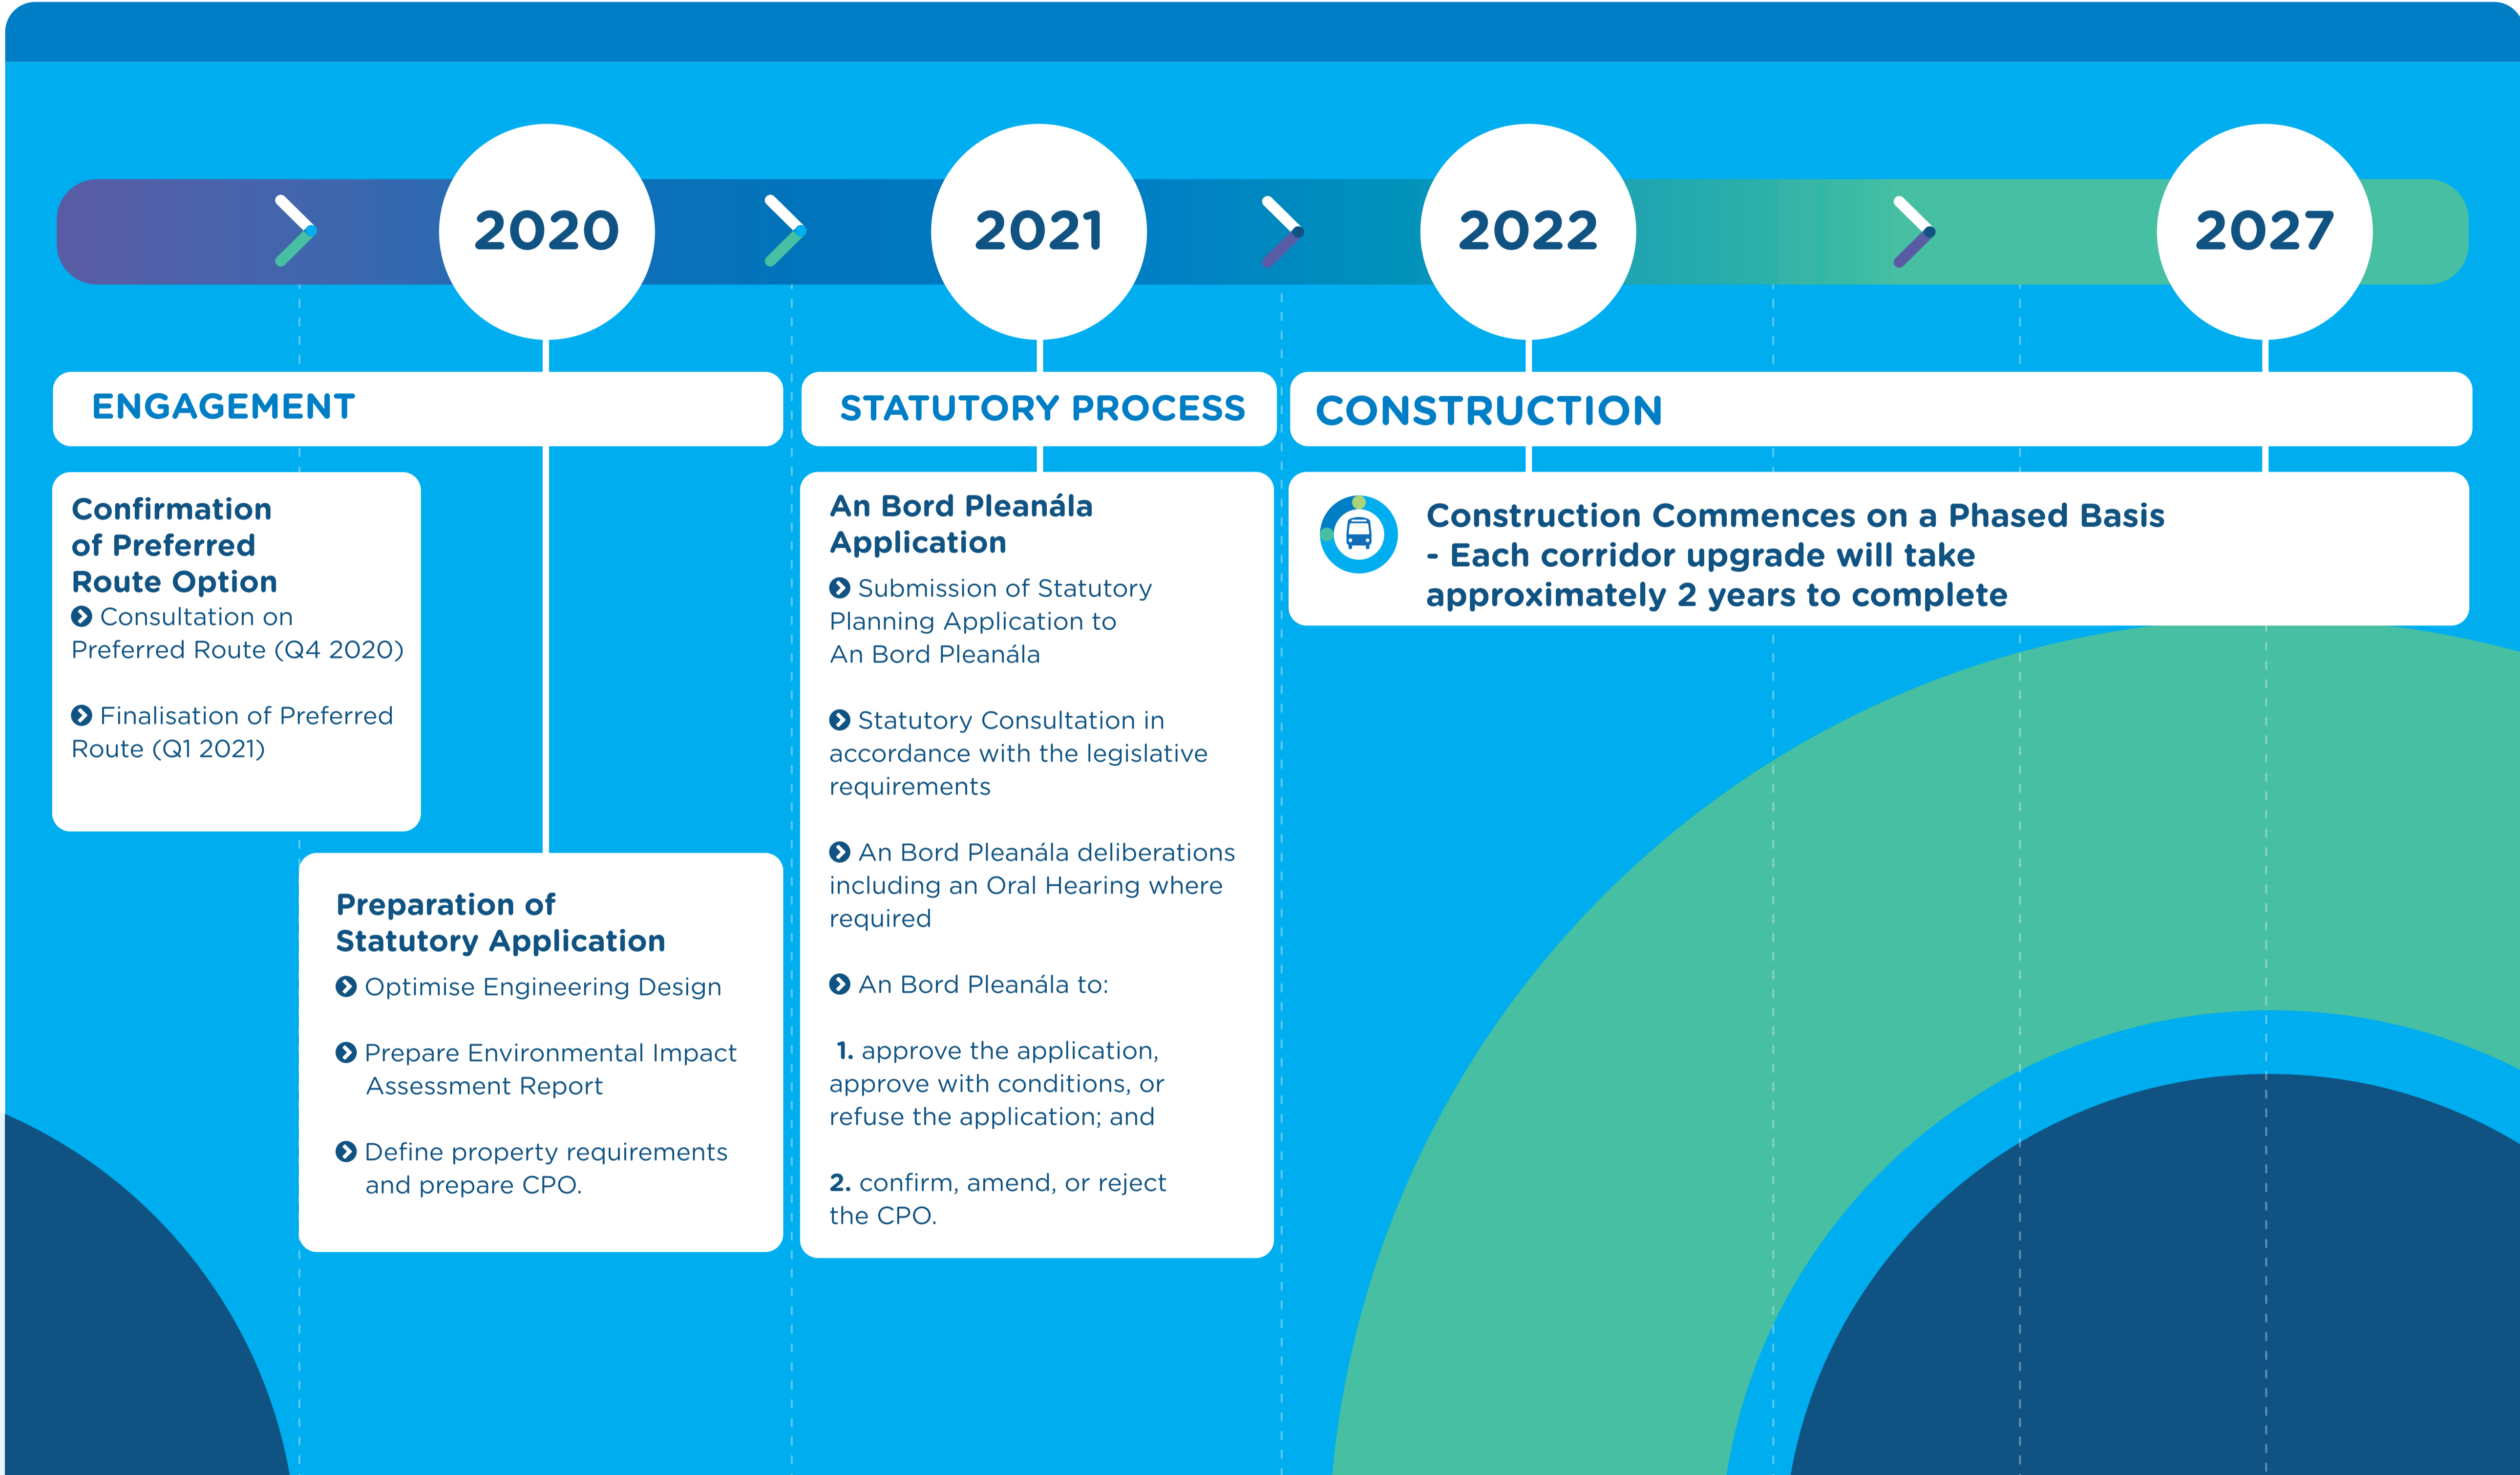 2020
2021
2022
2027
ENGAGEMENT
STATUTORY PROCESS
CONSTRUCTION
Confirmation
of Preferred
Route Option
Consultation on
Preferred Route (Q4 2020)
Finalisation of Preferred
Route (Q1 2021)
Preparation of
Statutory Application
Optimise Engineering Design
Prepare Environmental Impact
Assessment Report
Define property requirements
and prepare CPO.
An Bord Pleanála
Application
Submission of Statutory
Planning Application to
An Bord Pleanála
Statutory Consultation in
accordance with the legislative
requirements
An Bord Pleanála deliberations
including an Oral Hearing where
required
An Bord Pleanála to:
1. approve the application,
approve with conditions, or
refuse the application; and
2. confirm, amend, or reject
the CPO.
Construction Commences on a Phased Basis
- Each corridor upgrade will take
approximately 2 years to complete